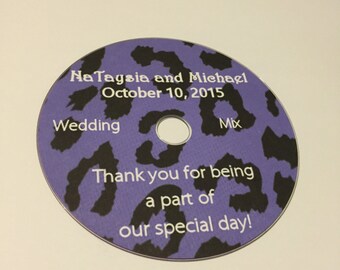 NaTaysia and Michael
October 10, 2015
Wedding Mix
Thank you for being
a part of
our special day!